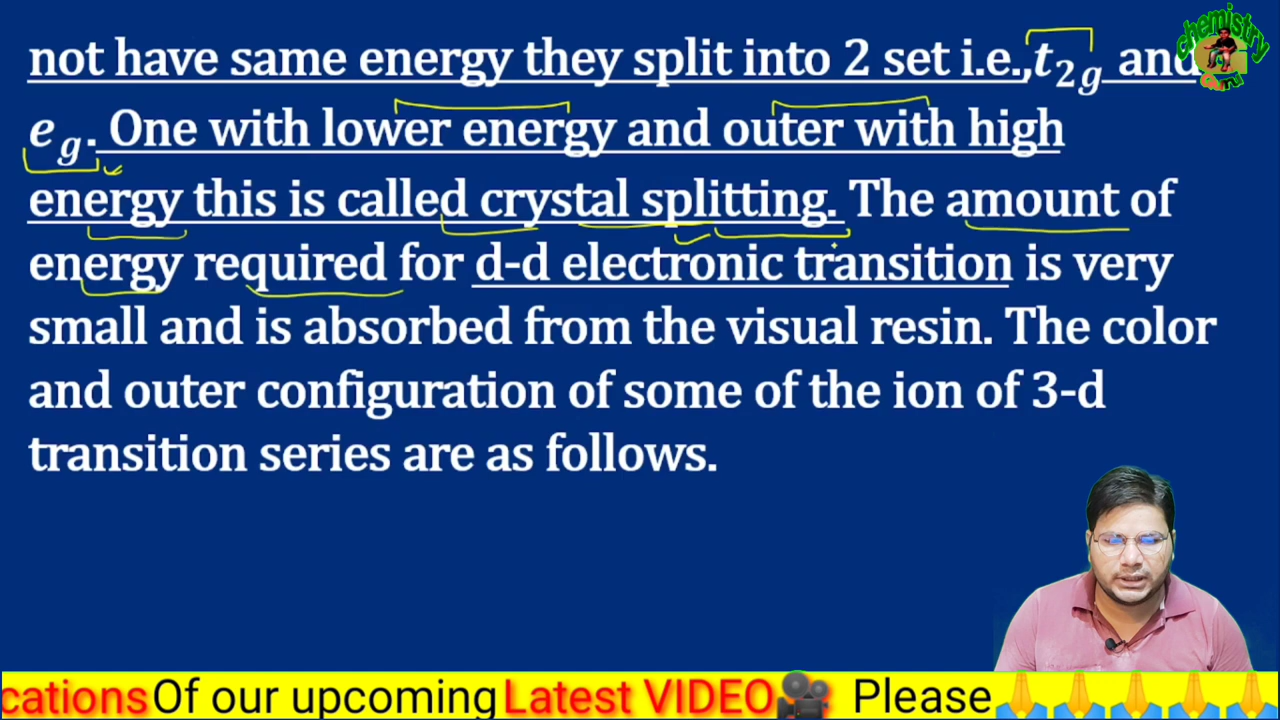 chemistry
not have same energy they split into 2 set i.e., t₂g and
e_g. One with lower energy and outer with high
energy this is called crystal splitting. The amount of
energy required for d-d electronic transition is very
small and is absorbed from the visual resin. The color
and outer configuration of some of the ion of 3-d
transition series are as follows.
cations Of our upcoming Latest VIDEO🎥 Please🙏🙏🙏🙏🙏